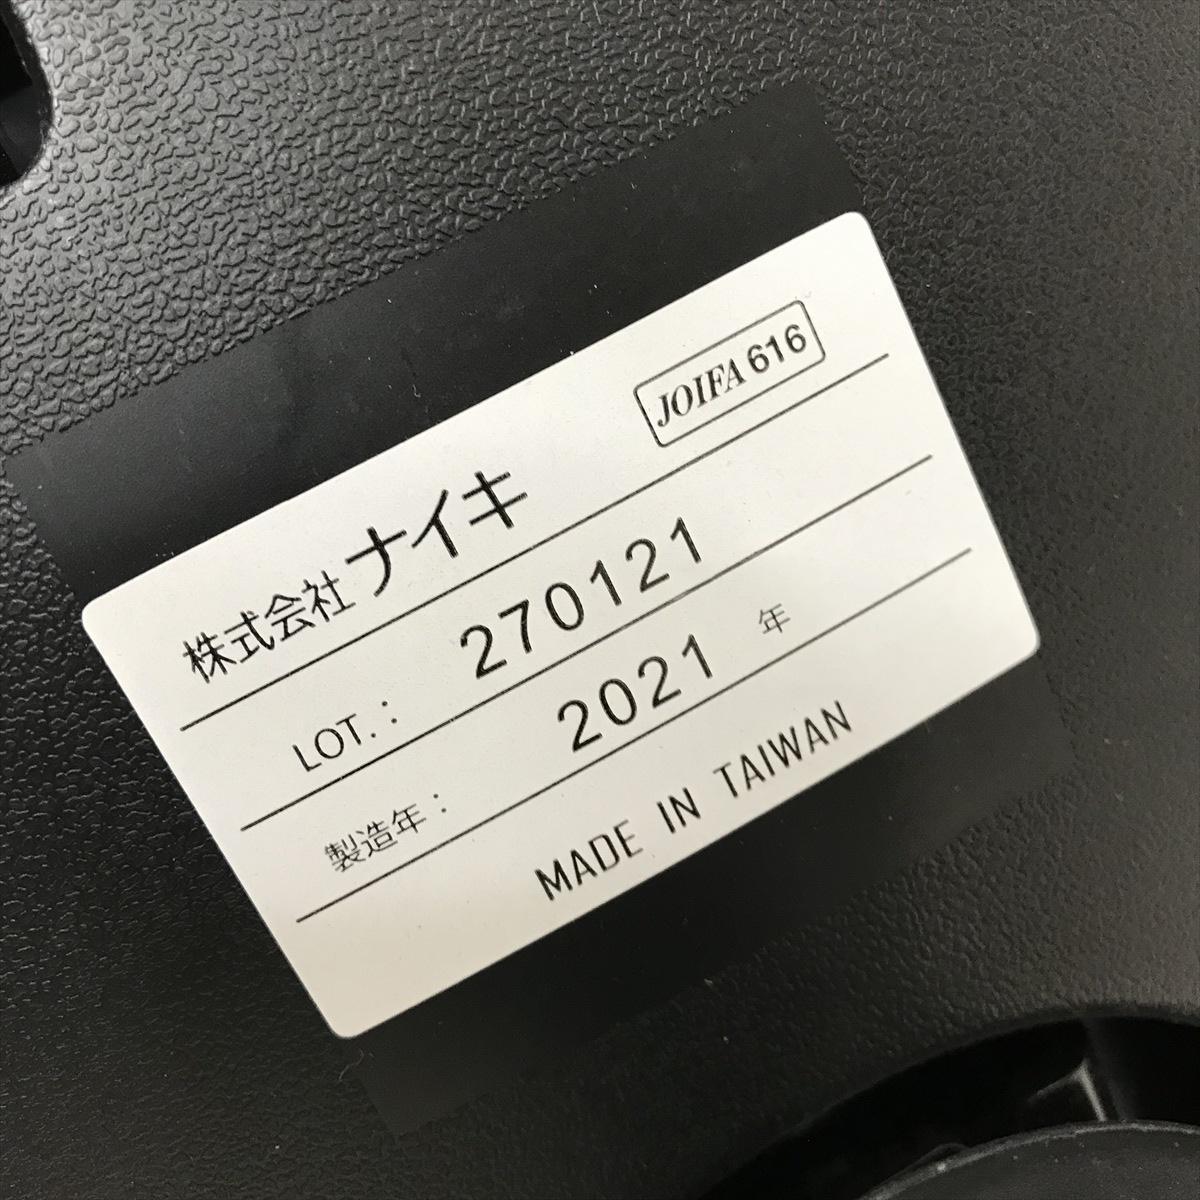 JOIFA 616
株式会社ナイキ
LOT.： 270121
製造年： 2021 年
MADE IN TAIWAN